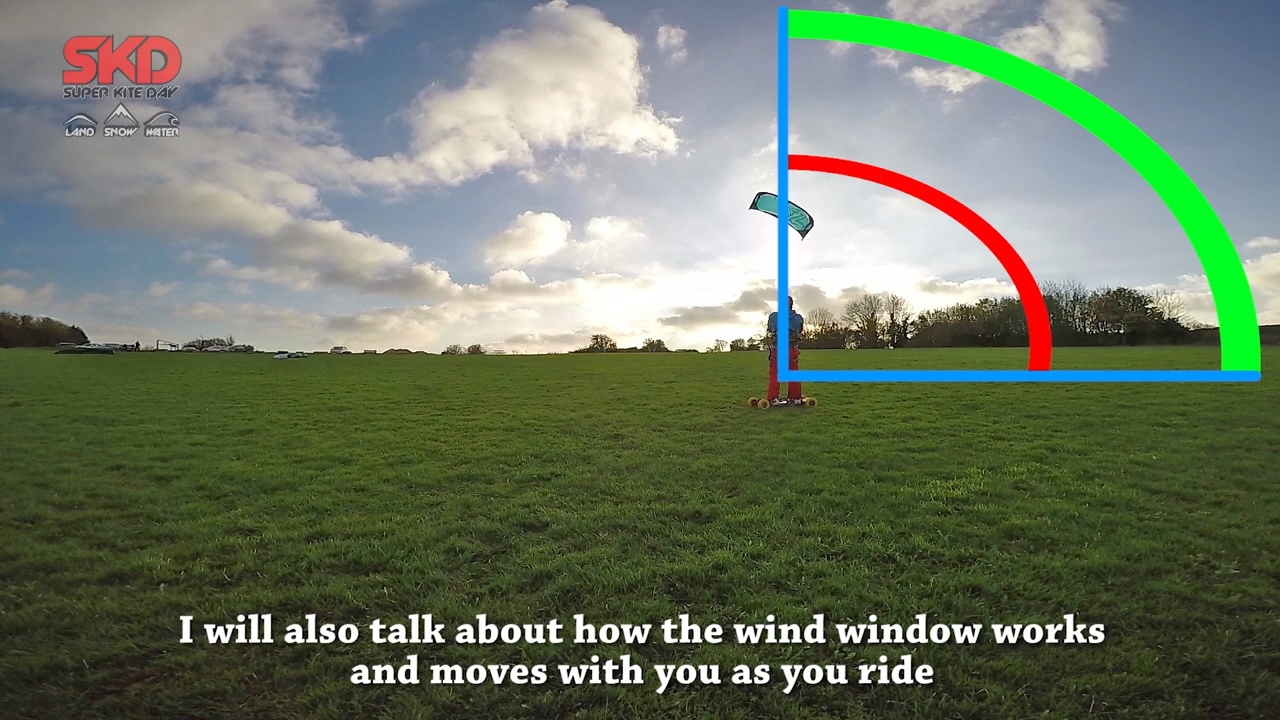 SKD
SUPER KITE DAY
LAND SNOW WATER
I will also talk about how the wind window works
and moves with you as you ride